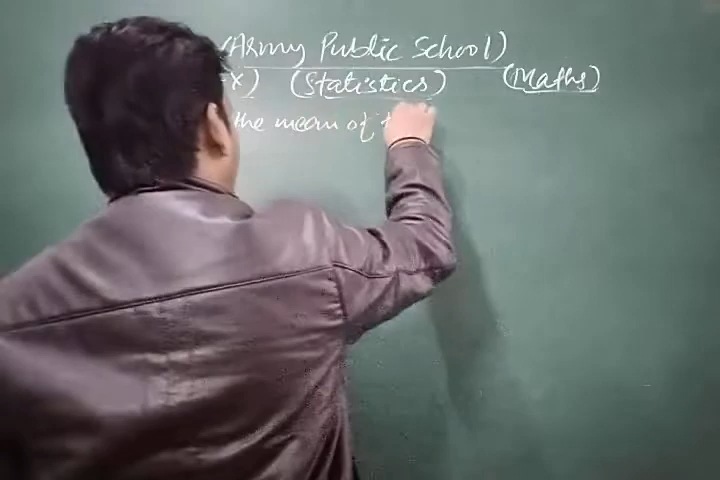 (Army Public School)
x) (Statistics) (Maths)
the mean of